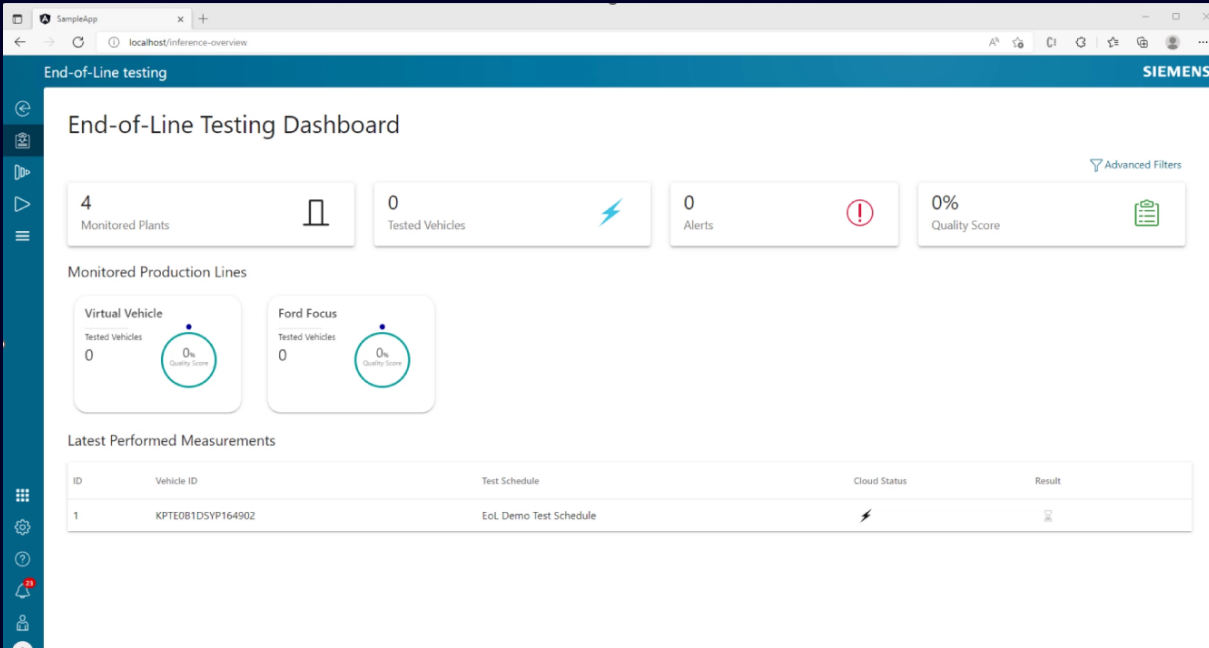 SampleApp
localhost/inference-overview
End-of-Line testing
SIEMENS
End-of-Line Testing Dashboard
Advanced Filters
4
Monitored Plants
0
Tested Vehicles
0
Alerts
0%
Quality Score
Monitored Production Lines
Virtual Vehicle
Tested Vehicles
0
0%
Quality Score
Ford Focus
Tested Vehicles
0
0%
Quality Score
Latest Performed Measurements
ID Vehicle ID Test Schedule Cloud Status Result
1 KPTE0B1DSYP164902 EoL Demo Test Schedule
23